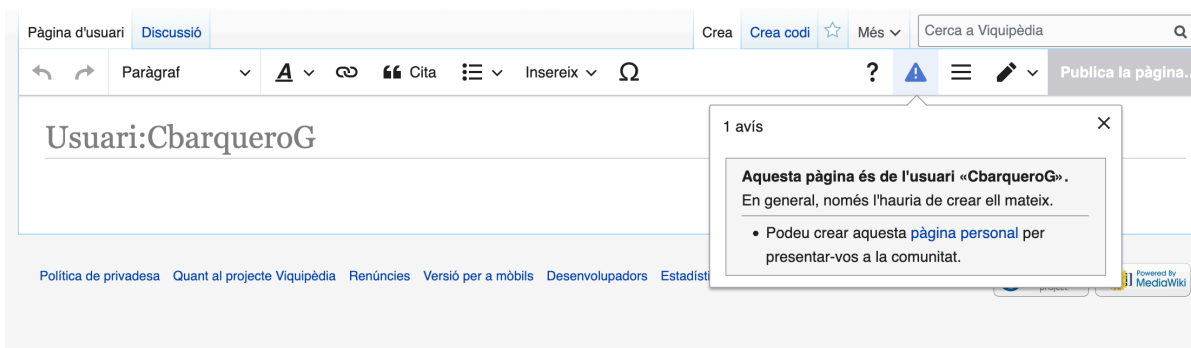 Pàgina d'usuari Discussió Crea Crea codi Més Cerca a Viquipèdia
Paràgraf A Cita Insereix Ω ? Publica la pàgina..
Usuari:CbarqueroG
1 avís
Aquesta pàgina és de l'usuari «CbarqueroG».
En general, només l'hauria de crear ell mateix.
• Podeu crear aquesta pàgina personal per
presentar-vos a la comunitat.
Política de privadesa Quant al projecte Viquipèdia Renúncies Versió per a mòbils Desenvolupadors Estadísti
project
Powered By
MediaWiki